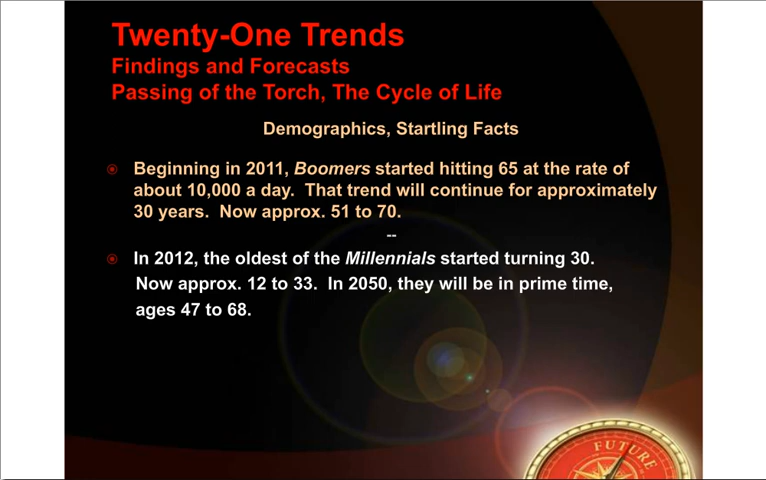 Twenty-One Trends
Findings and Forecasts
Passing of the Torch, The Cycle of Life
Demographics, Startling Facts
Beginning in 2011, Boomers started hitting 65 at the rate of
about 10,000 a day. That trend will continue for approximately
30 years. Now approx. 51 to 70.
--
In 2012, the oldest of the Millennials started turning 30.
Now approx. 12 to 33. In 2050, they will be in prime time,
ages 47 to 68.
FUTURE